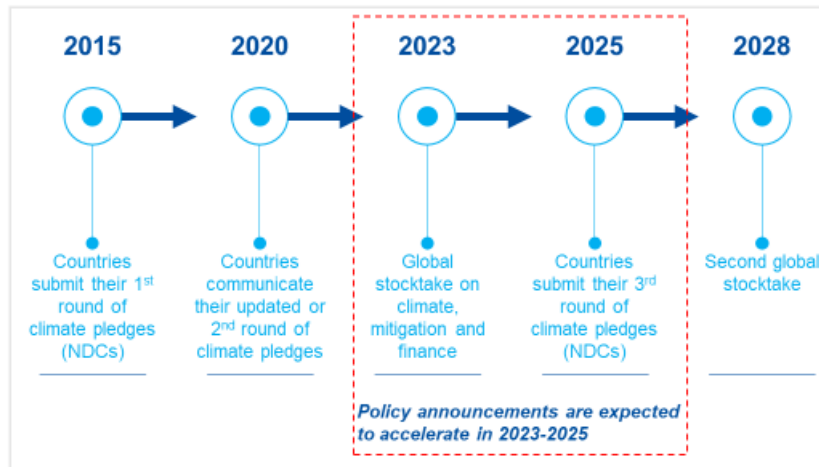 2015
2020
2023
2025
2028
Countries
submit their 1st
round of
climate pledges
(NDCs)
Countries
communicate
their updated or
2nd round of
climate pledges
Global
stocktake on
climate,
mitigation and
finance
Countries
submit their 3rd
round of
climate pledges
(NDCs)
Second global
stocktake
Policy announcements are expected
to accelerate in 2023-2025